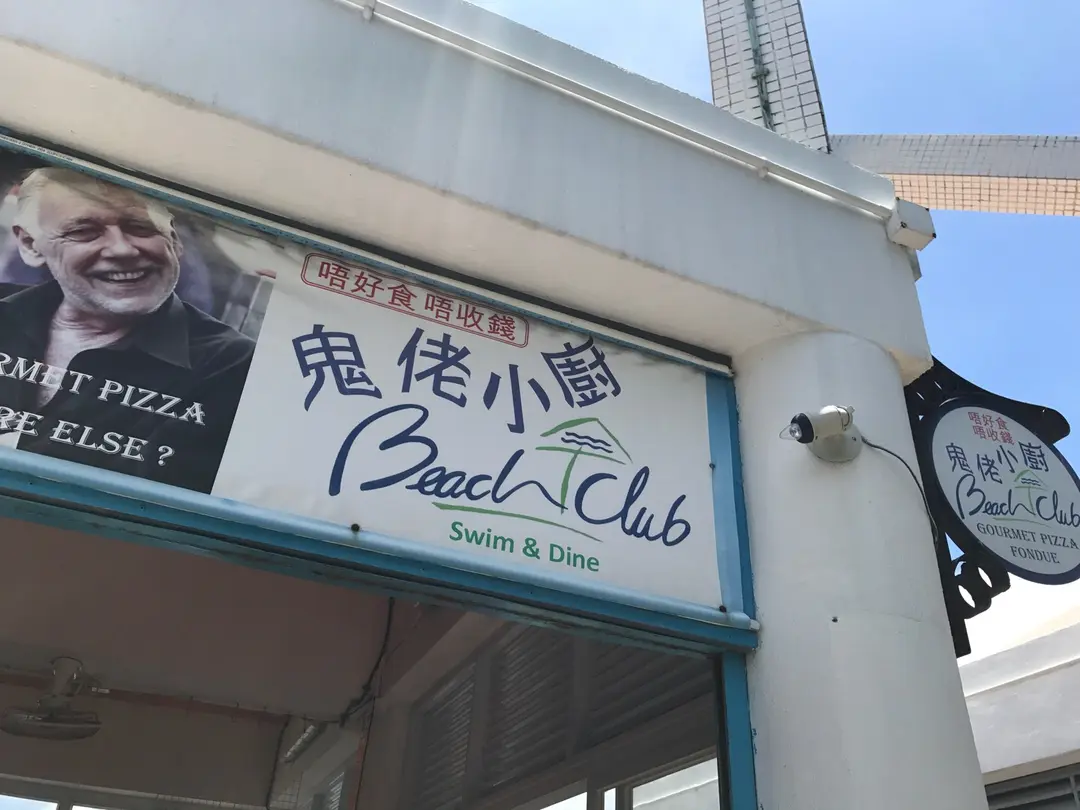 RMET PIZZA
RE ELSE ?
唔好食 唔收錢
鬼佬小廚
Beach Club
Swim & Dine
唔好食
唔收錢
鬼佬小廚
Beach Club
GOURMET PIZZA
FONDUE